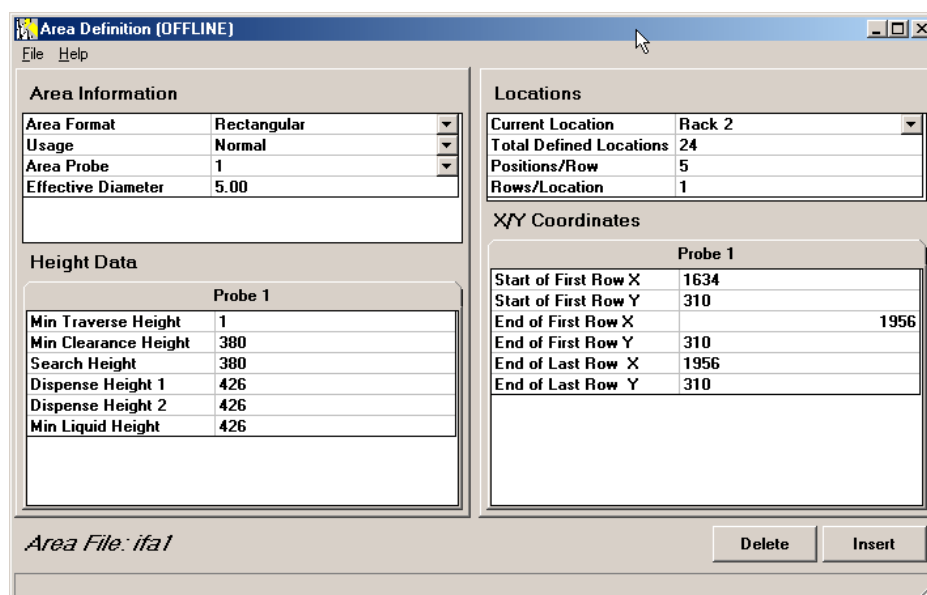 Area Definition (OFFLINE)
File Help
Area Information
Area Format Rectangular
Usage Normal
Area Probe 1
Effective Diameter 5.00
Height Data
Probe 1
Min Traverse Height 1
Min Clearance Height 380
Search Height 380
Dispense Height 1 426
Dispense Height 2 426
Min Liquid Height 426
Locations
Current Location Rack 2
Total Defined Locations 24
Positions/Row 5
Rows/Location 1
X/Y Coordinates
Probe 1
Start of First Row X 1634
Start of First Row Y 310
End of First Row X 1956
End of First Row Y 310
End of Last Row X 1956
End of Last Row Y 310
Area File: ifa1
Delete Insert